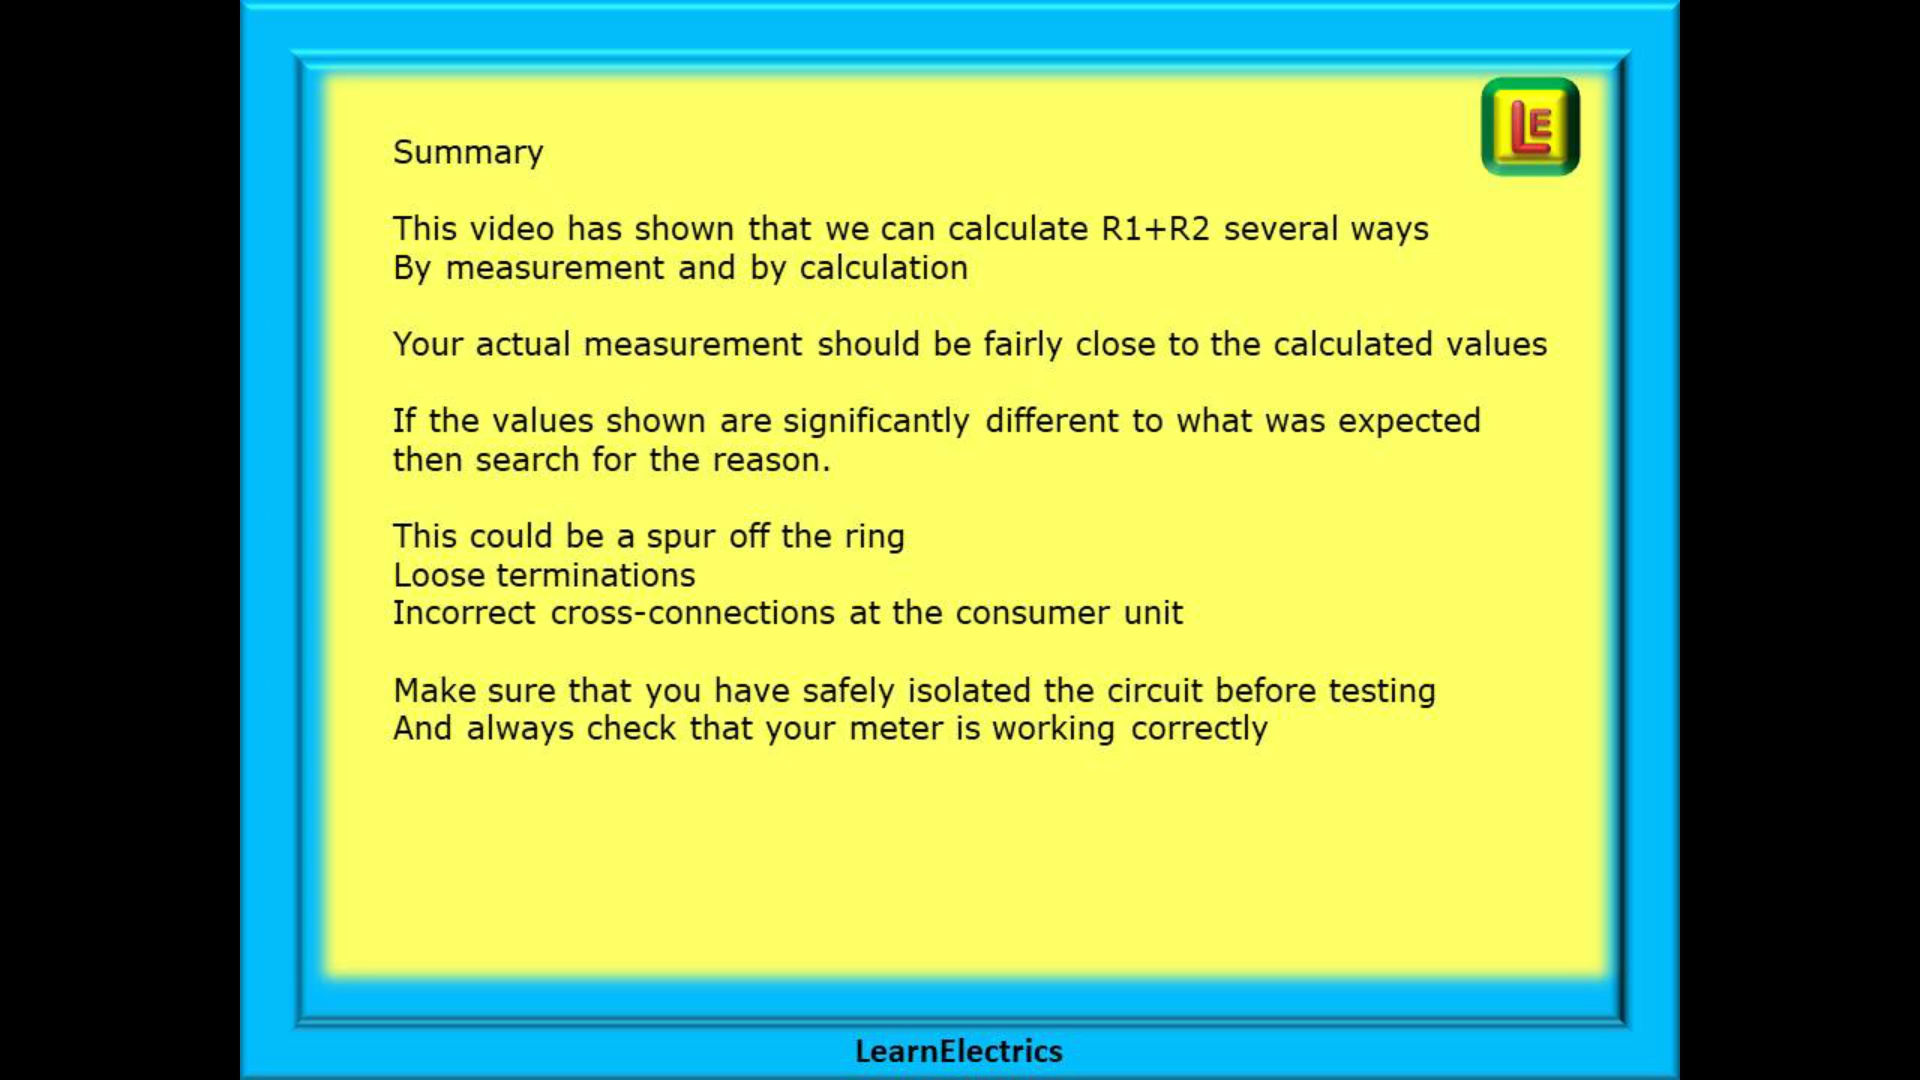 LE
Summary
This video has shown that we can calculate R1+R2 several ways
By measurement and by calculation
Your actual measurement should be fairly close to the calculated values
If the values shown are significantly different to what was expected
then search for the reason.
This could be a spur off the ring
Loose terminations
Incorrect cross-connections at the consumer unit
Make sure that you have safely isolated the circuit before testing
And always check that your meter is working correctly
LearnElectrics